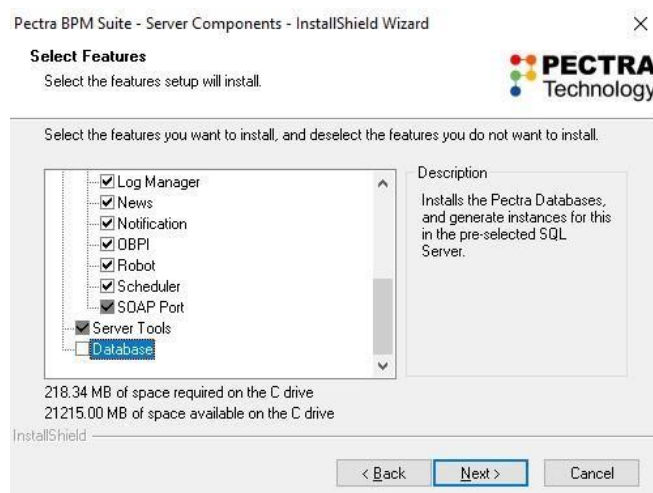 Pectra BPM Suite - Server Components - InstallShield Wizard
Select Features
Select the features setup will install.
PECTRA
Technology
Select the features you want to install, and deselect the features you do not want to install.
Log Manager
News
Notification
OBPI
Robot
Scheduler
SOAP Port
Server Tools
Database
Description
Installs the Pectra Databases,
and generate instances for this
in the pre-selected SQL
Server.
218.34 MB of space required on the C drive
21215.00 MB of space available on the C drive
InstallShield
< Back
Next >
Cancel